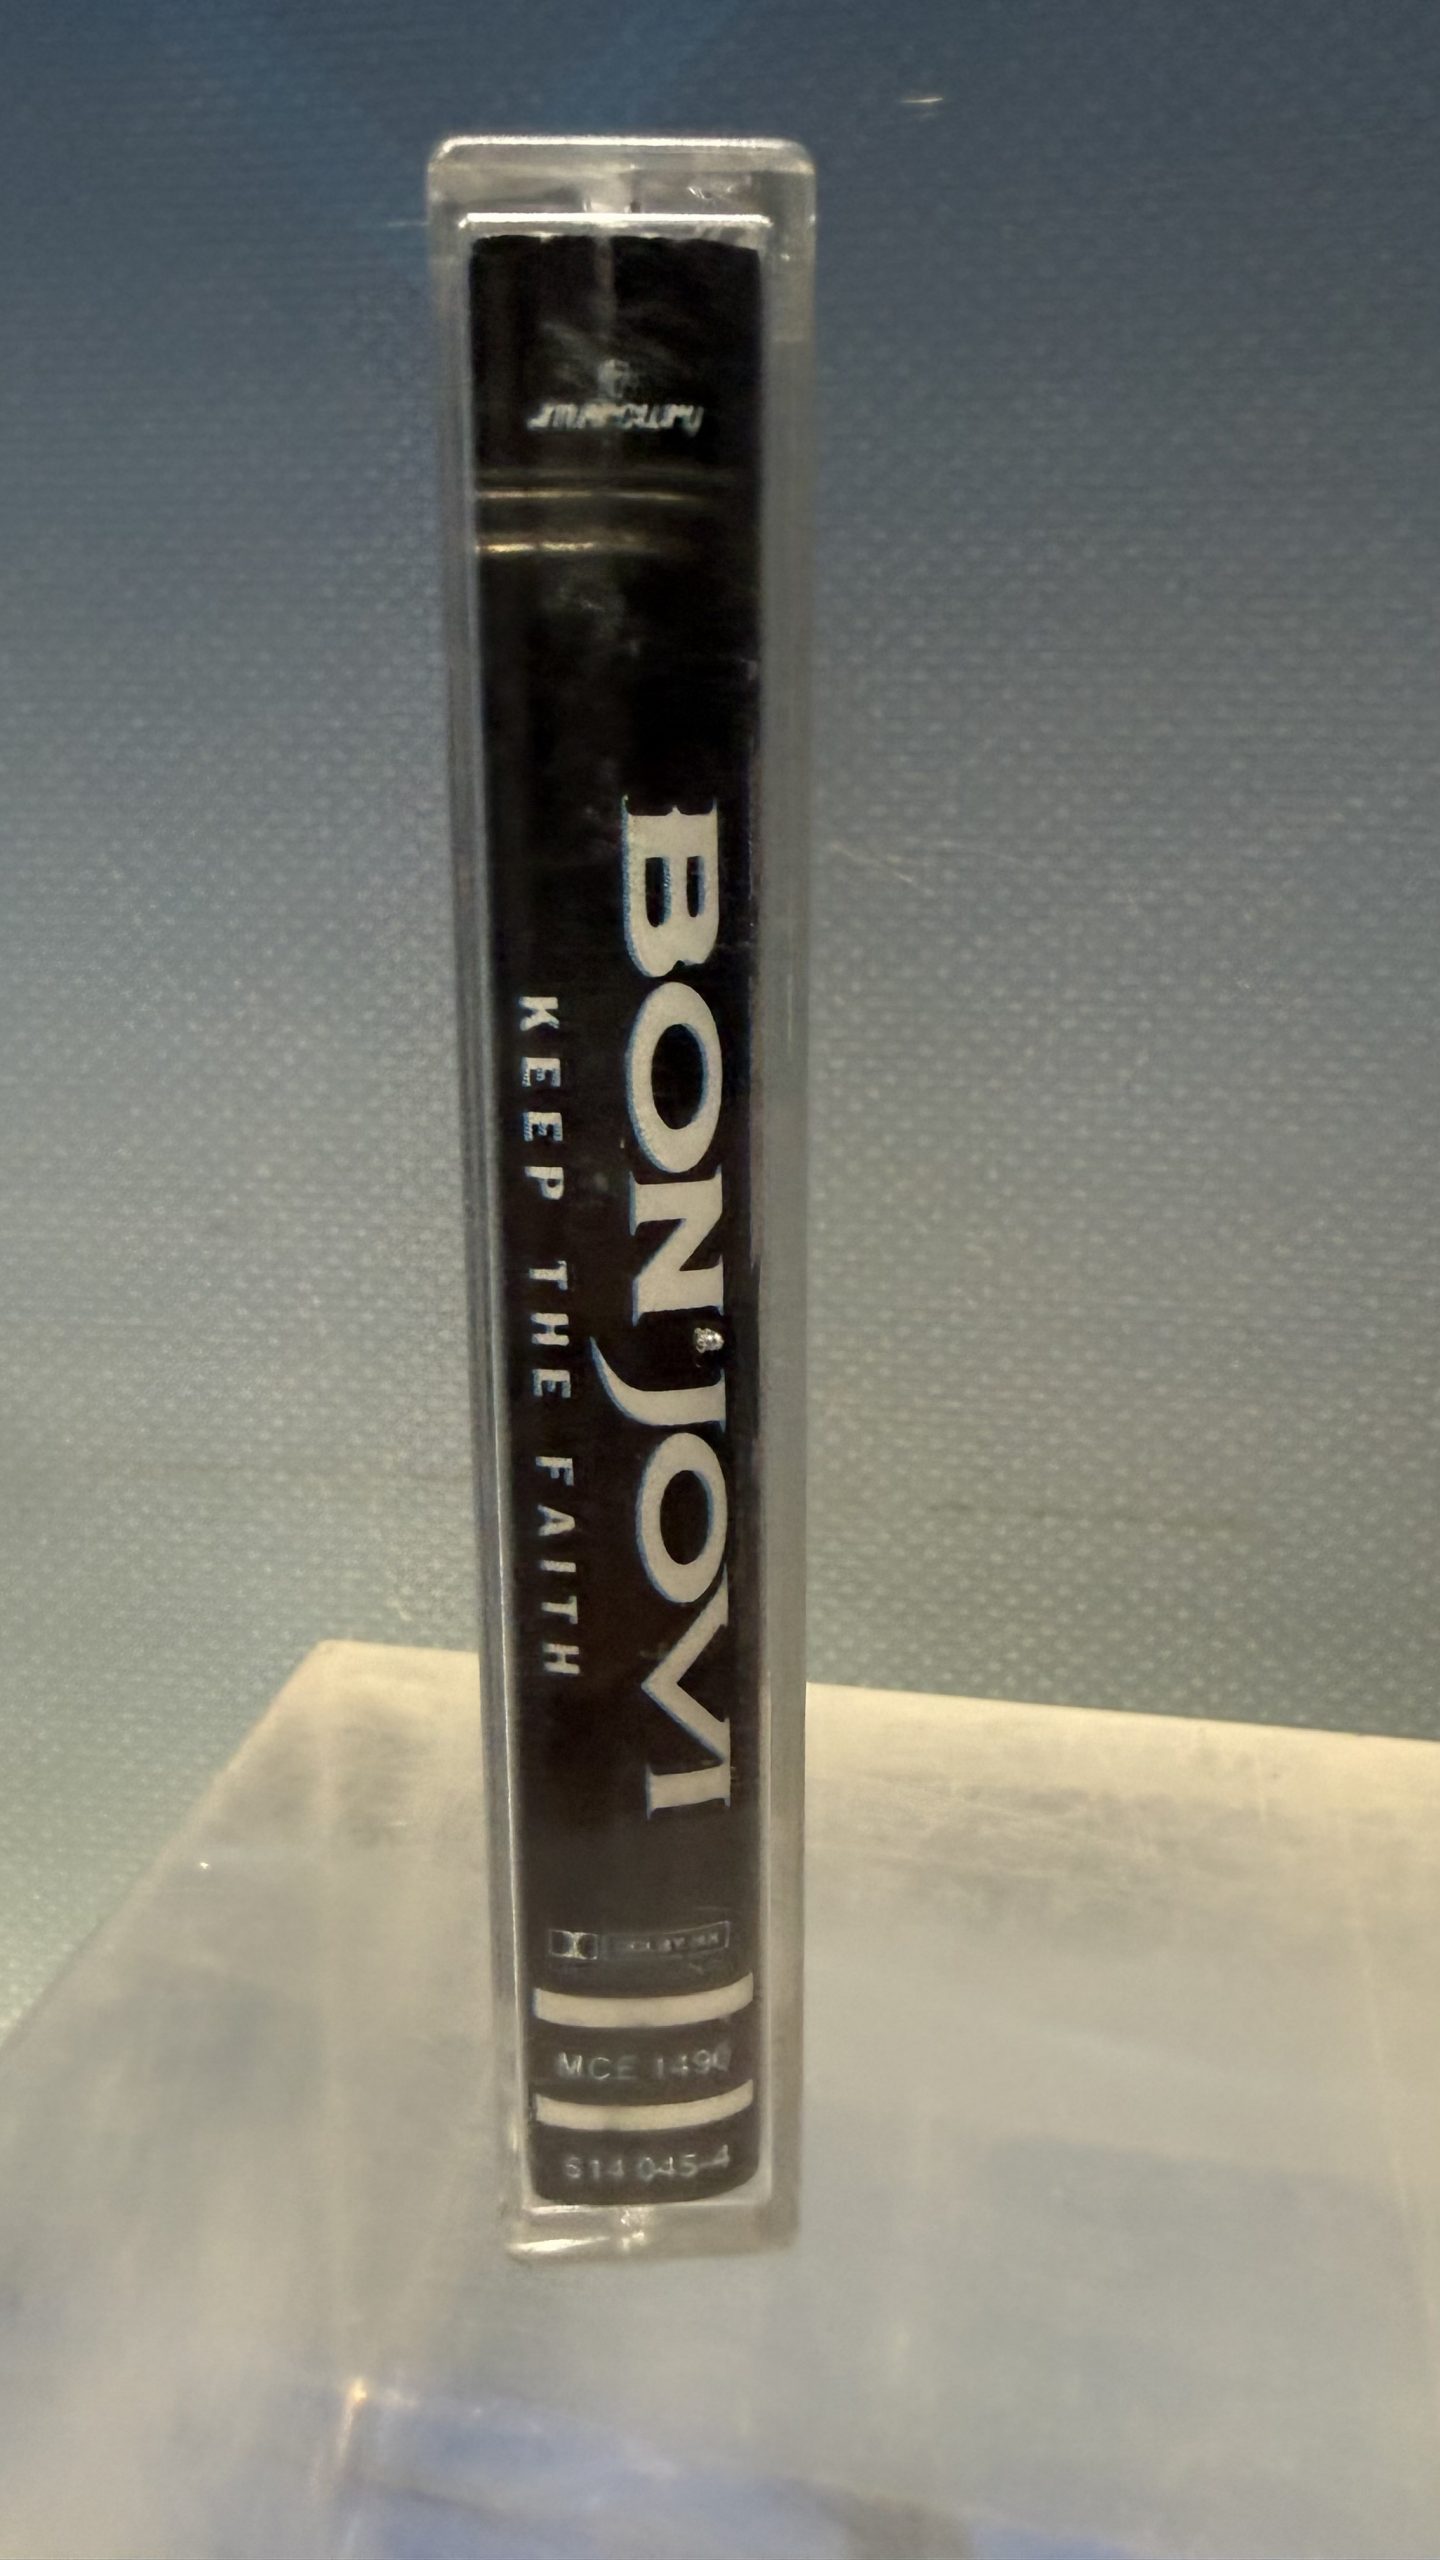 mercury
BON JOVI
KEEP THE FAITH
MCE 1490
514 045-4